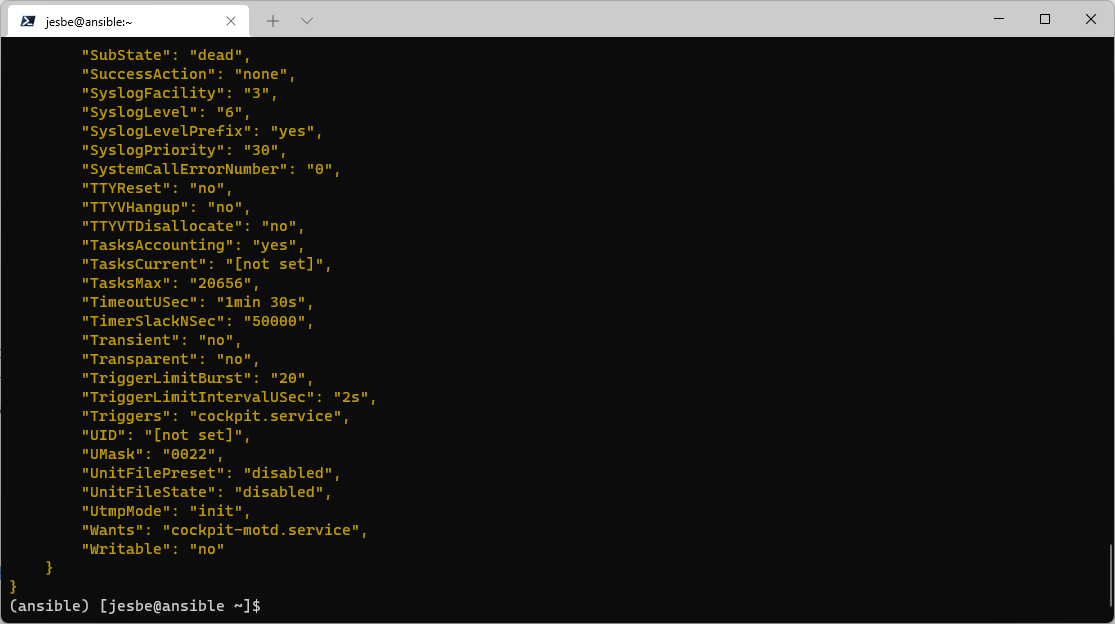 jesbe@ansible:~
"SubState": "dead",
"SuccessAction": "none",
"SyslogFacility": "3",
"SyslogLevel": "6",
"SyslogLevelPrefix": "yes",
"SyslogPriority": "30",
"SystemCallErrorNumber": "0",
"TTYReset": "no",
"TTYVHangup": "no",
"TTYVTDisallocate": "no",
"TasksAccounting": "yes",
"TasksCurrent": "[not set]",
"TasksMax": "20656",
"TimeoutUSec": "1min 30s",
"TimerSlackNSec": "50000",
"Transient": "no",
"Transparent": "no",
"TriggerLimitBurst": "20",
"TriggerLimitIntervalUSec": "2s",
"Triggers": "cockpit.service",
"UID": "[not set]",
"UMask": "0022",
"UnitFilePreset": "disabled",
"UnitFileState": "disabled",
"UtmpMode": "init",
"Wants": "cockpit-motd.service",
"Writable": "no"
}
}
(ansible) [jesbe@ansible ~]$